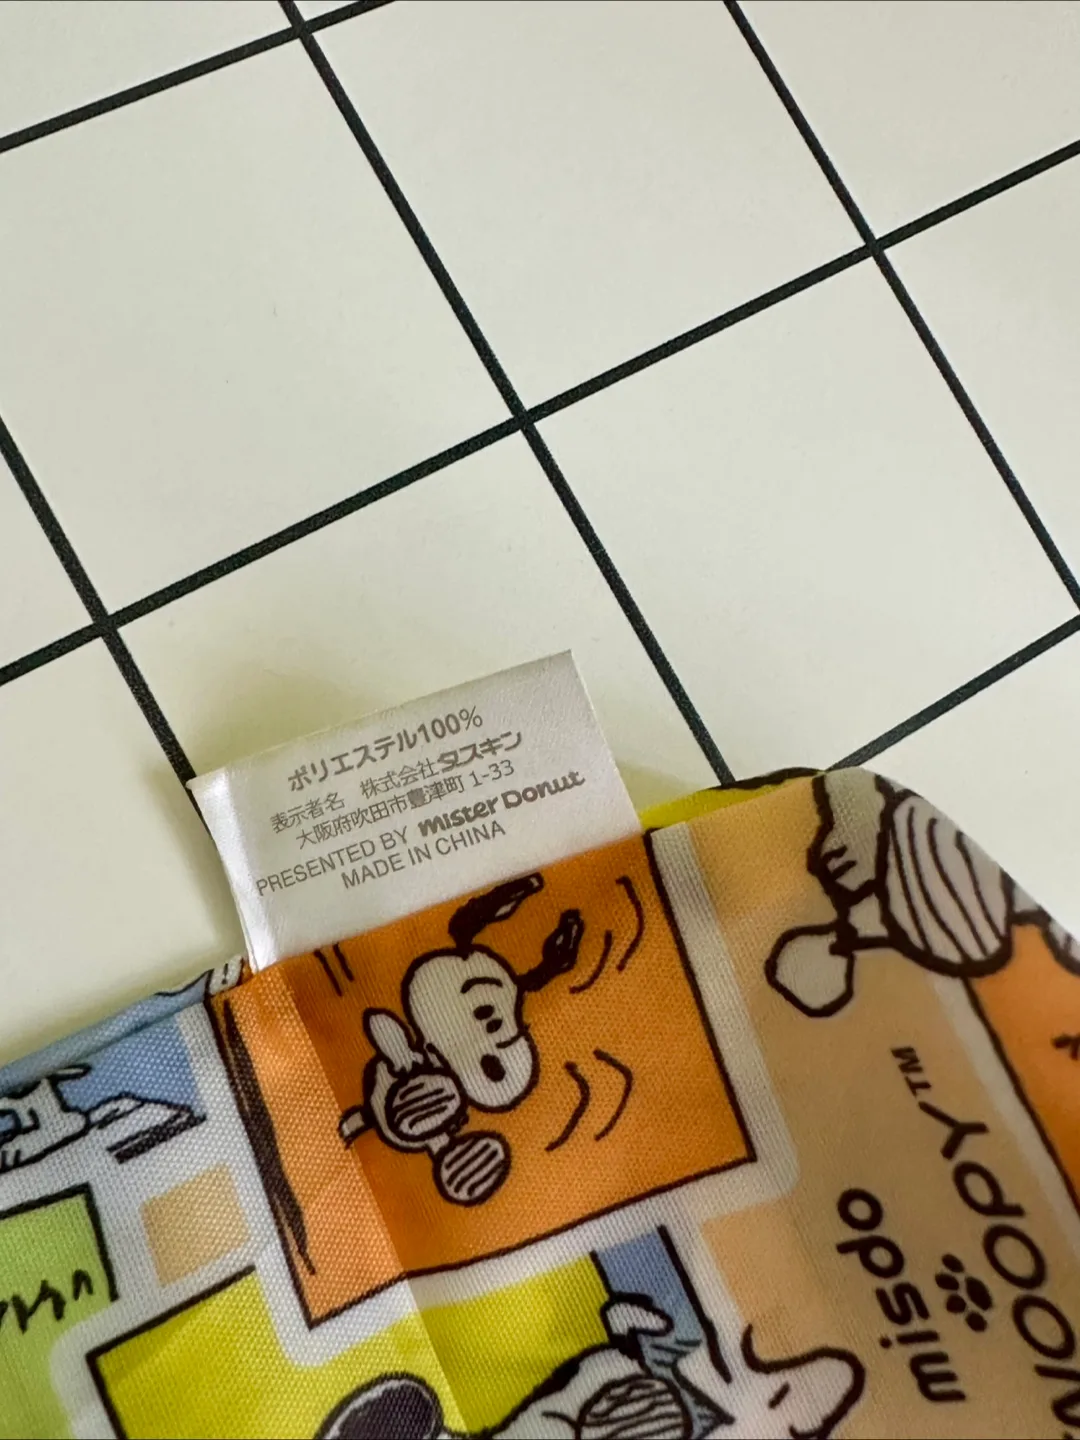 ポリエステル100%
表示者名 株式会社ダスキン
大阪府吹田市豊津町 1-33
PRESENTED BY mister Donut
MADE IN CHINA
misdo
NOOPY™